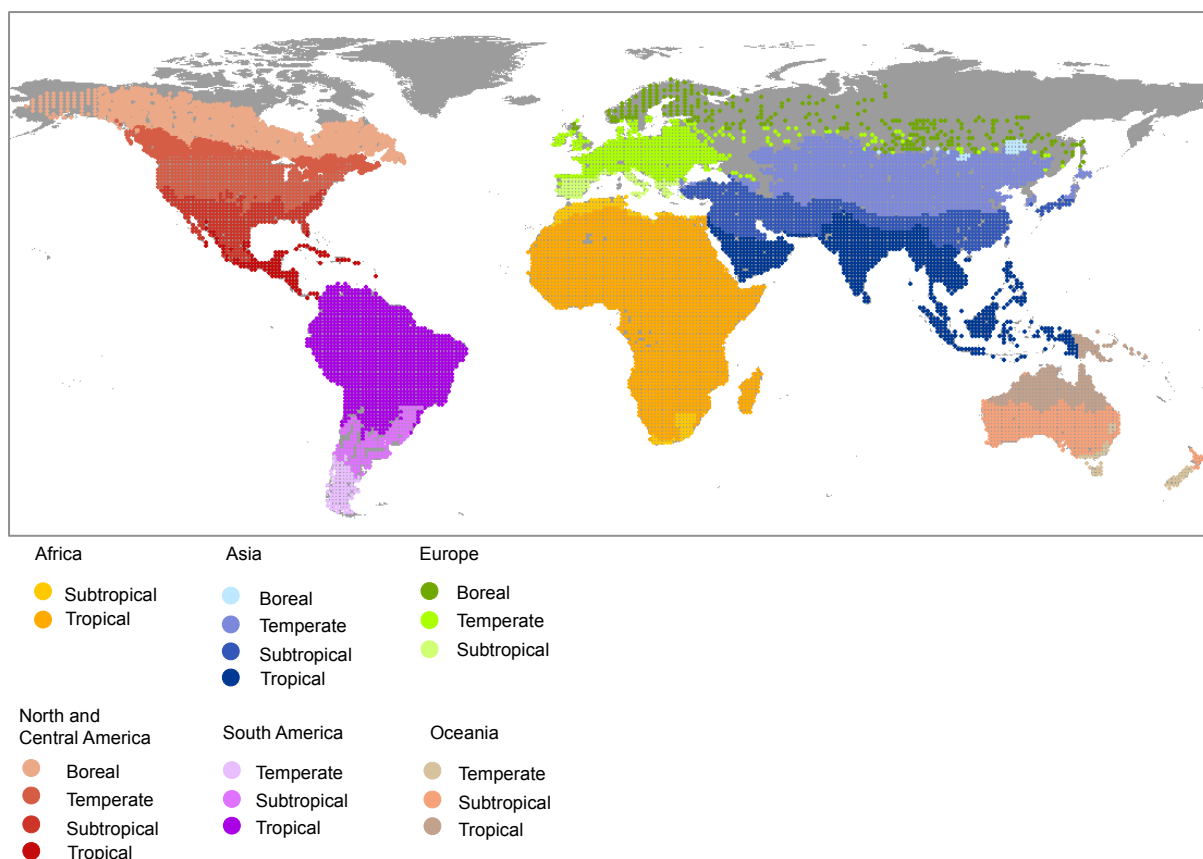 Africa
Subtropical
Tropical
Asia
Boreal
Temperate
Subtropical
Tropical
Europe
Boreal
Temperate
Subtropical
North and
Central America
Boreal
Temperate
Subtropical
Tropical
South America
Temperate
Subtropical
Tropical
Oceania
Temperate
Subtropical
Tropical